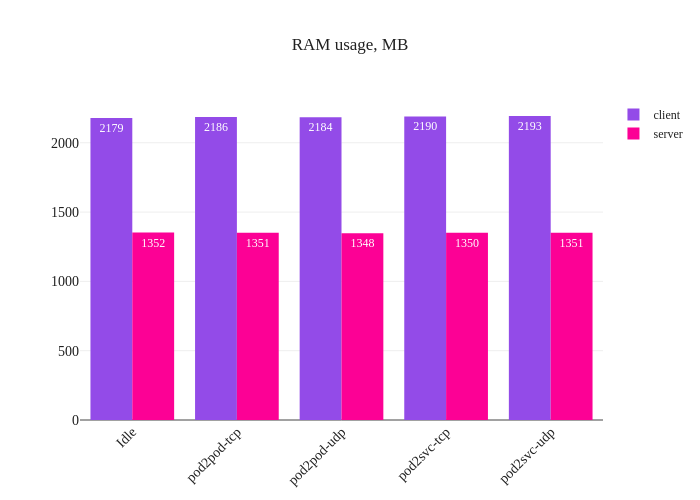 RAM usage, MB
client
server
2000
1500
1000
500
0
2179
1352
2186
1351
2184
1348
2190
1350
2193
1351
Idle
pod2pod-tcp
pod2pod-udp
pod2svc-tcp
pod2svc-udp